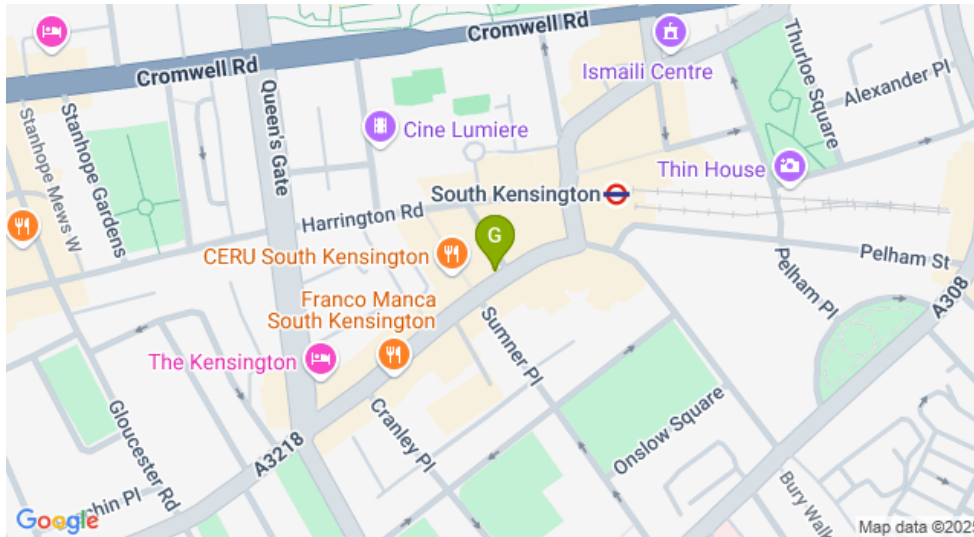 Cromwell Rd
Cromwell Rd
Ismaili Centre
Thurloe Square
Alexander Pl
Stanhope Mews W
Stanhope Gardens
Queen's Gate
Cine Lumiere
Thin House
South Kensington
Harrington Rd
G
CERU South Kensington
Pelham St
Pelham Pl
A308
Franco Manca
South Kensington
The Kensington
Sumner Pl
Gloucester Rd
Cranley Pl
Onslow Square
A3218
Bury Walk
chin Pl
Google
Map data ©2025